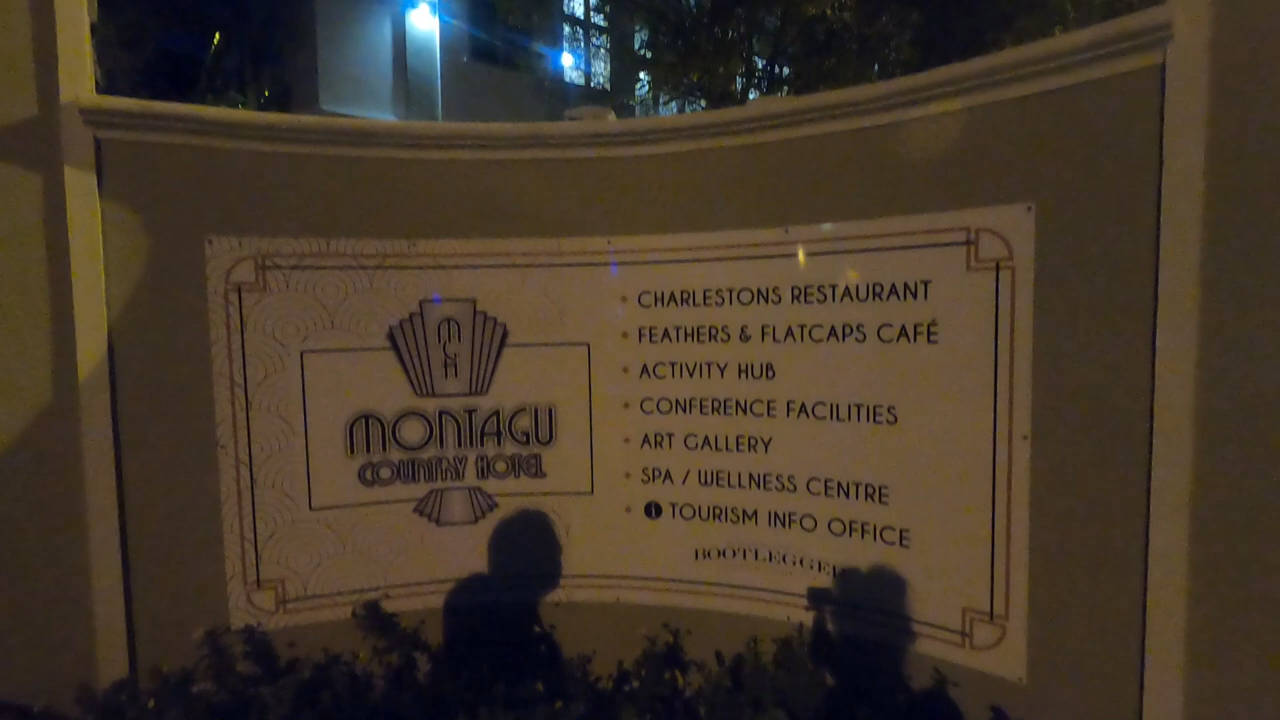 MCH
MONTAGU
COUNTRY HOTEL
• CHARLESTONS RESTAURANT
• FEATHERS & FLATCAPS CAFÉ
• ACTIVITY HUB
• CONFERENCE FACILITIES
• ART GALLERY
• SPA / WELLNESS CENTRE
• i TOURISM INFO OFFICE